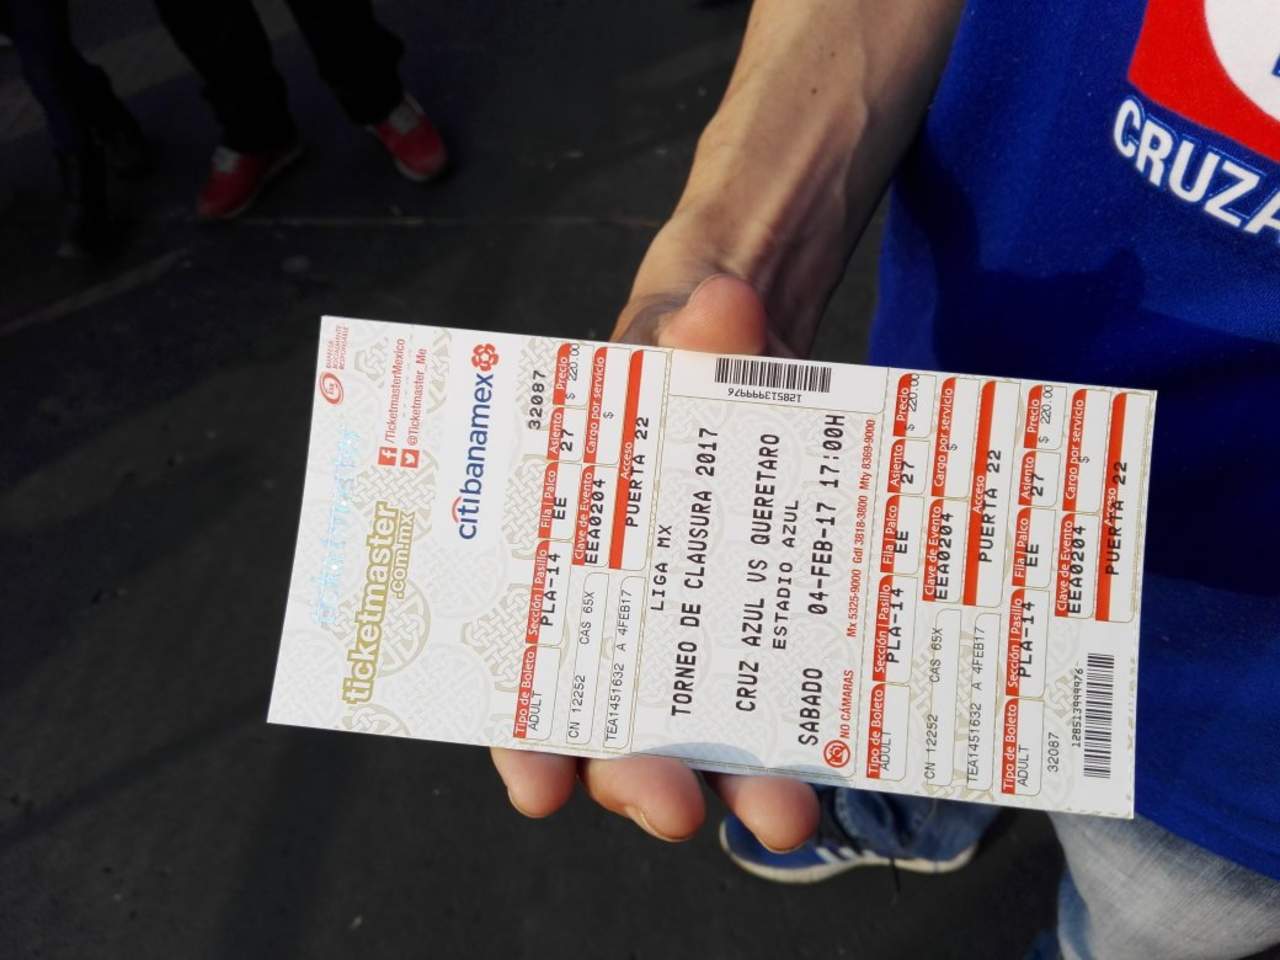 EMPRESA SOCIALMENTE RESPONSABLE
ticketmaster
.com.mx
/TicketmasterMexico
@Ticketmaster_Me
citibanamex
32087
Tipo de Boleto Sección | Pasillo Fila | Palco Asiento Precio
ADULT PLA-14 EE 27 $ 220.00
Clave de Evento Cargo por servicio
CN 12252 CAS 65X EEA0204 $
Acceso
TEA1451632 A 4FEB17 PUERTA 22
LIGA MX
TORNEO DE CLAUSURA 2017
CRUZ AZUL VS QUERETARO
ESTADIO AZUL
SABADO 04-FEB-17 17:00H
128513999976
NO CÁMARAS Mx 5325-9000 Gdl 3818-3800 Mty 8369-9000
Tipo de Boleto Sección | Pasillo Fila | Palco Asiento Precio
ADULT PLA-14 EE 27 $ 220.00
Clave de Evento Cargo por servicio
CN 12252 CAS 65X EEA0204 $
Acceso
TEA1451632 A 4FEB17 PUERTA 22
Tipo de Boleto Sección | Pasillo Fila | Palco Asiento Precio
ADULT PLA-14 EE 27 $ 220.00
Clave de Evento Cargo por servicio
32087 EEA0204 $
128513999976
Acceso
PUERTA 22
CRUZA